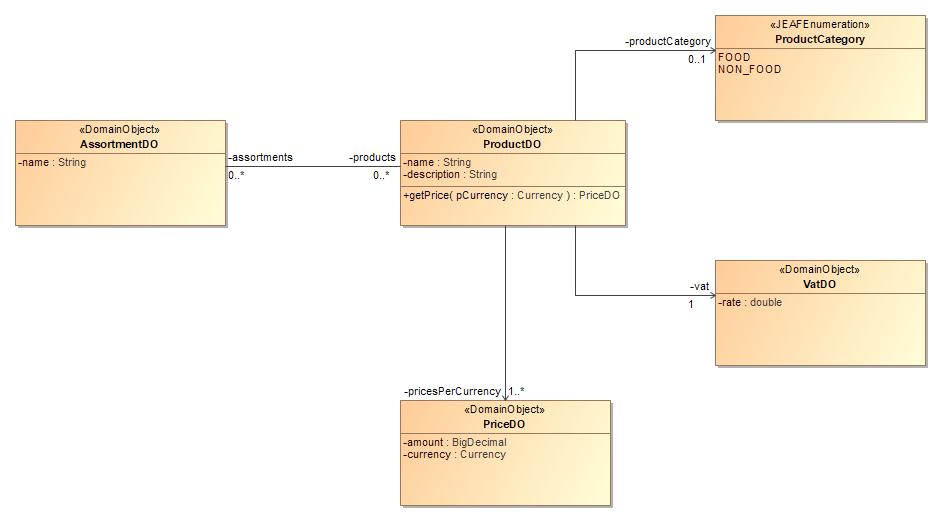 «JEAFEnumeration»
ProductCategory
FOOD
NON_FOOD
-productCategory
0..1
«DomainObject»
AssortmentDO
-name : String
-assortments
0..*
-products
0..*
«DomainObject»
ProductDO
-name : String
-description : String
+getPrice( pCurrency : Currency ) : PriceDO
-vat
1
«DomainObject»
VatDO
-rate : double
-pricesPerCurrency
1..*
«DomainObject»
PriceDO
-amount : BigDecimal
-currency : Currency